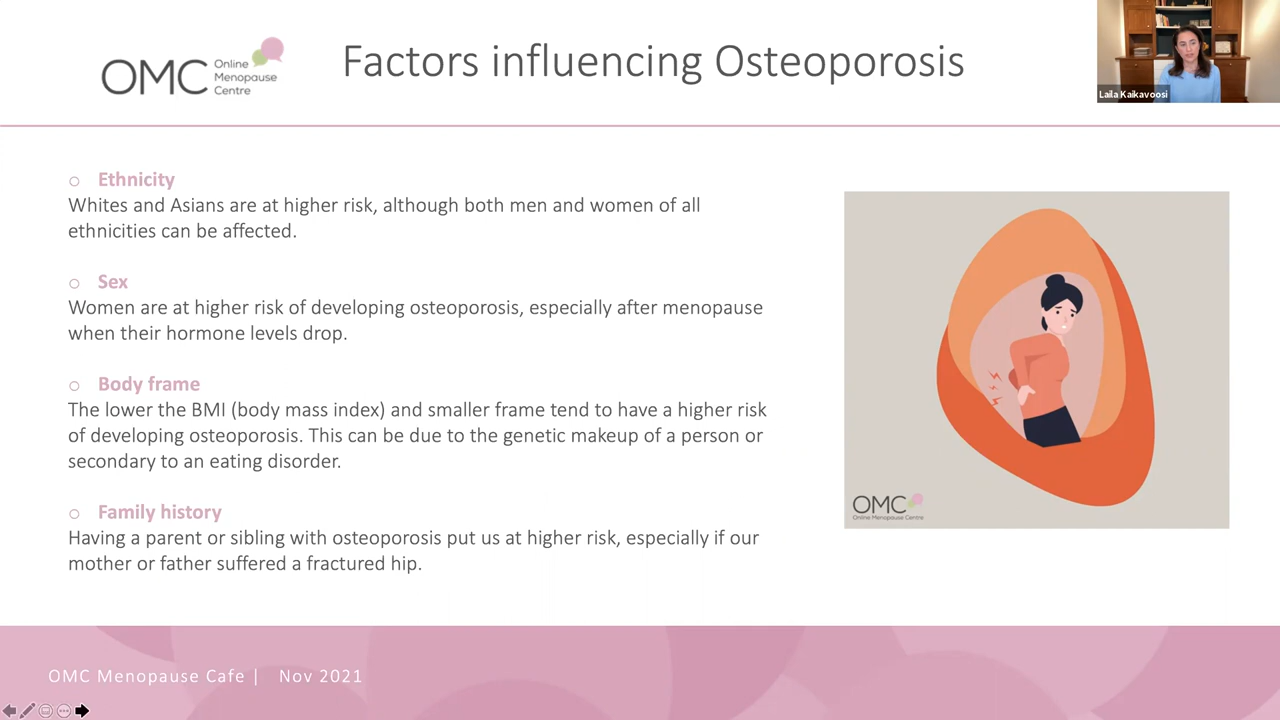 OMC Online
Menopause
Centre
Factors influencing Osteoporosis
Laila Kaikavoosi
Ethnicity
Whites and Asians are at higher risk, although both men and women of all
ethnicities can be affected.
Sex
Women are at higher risk of developing osteoporosis, especially after menopause
when their hormone levels drop.
Body frame
The lower the BMI (body mass index) and smaller frame tend to have a higher risk
of developing osteoporosis. This can be due to the genetic makeup of a person or
secondary to an eating disorder.
Family history
Having a parent or sibling with osteoporosis put us at higher risk, especially if our
mother or father suffered a fractured hip.
OMC
Online Menopause Centre
OMC Menopause Cafe | Nov 2021